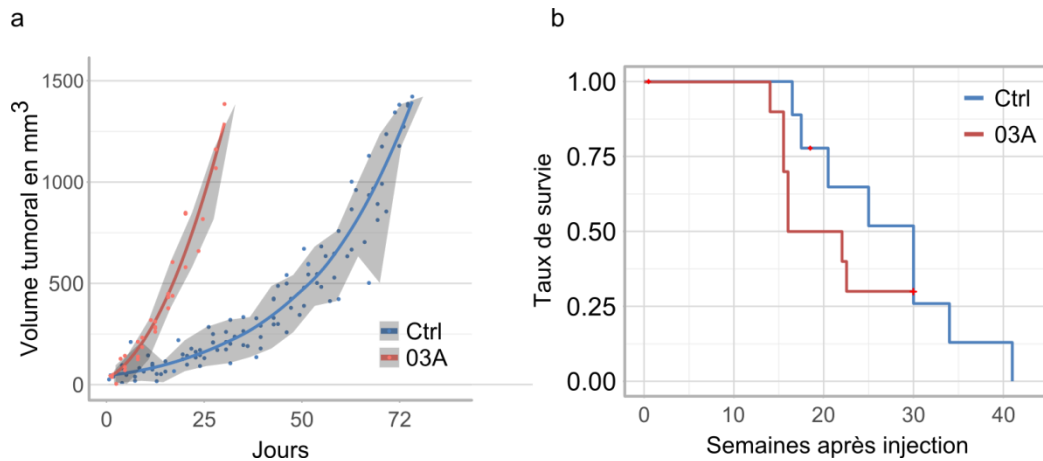 a
Volume tumoral en mm³
1500
1000
500
0
0
25
50
72
Jours
Ctrl
03A
b
Taux de survie
1.00
0.75
0.50
0.25
0.00
0
10
20
30
40
Semaines après injection
Ctrl
03A